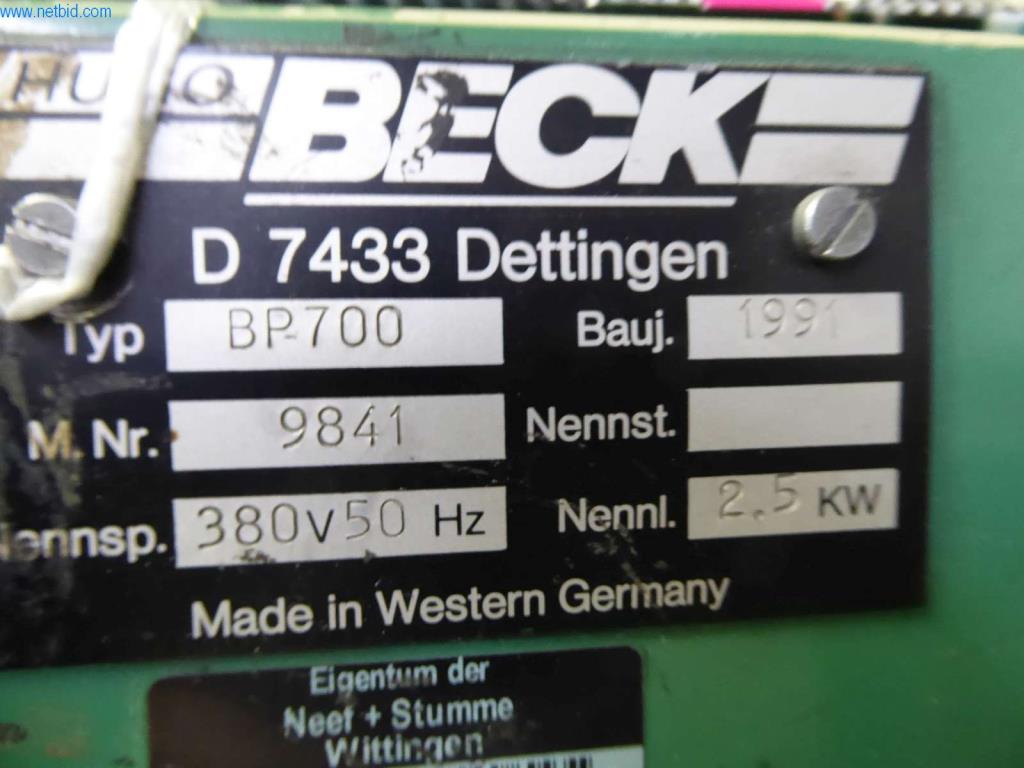 www.netbid.com
HUGO BECK
D 7433 Dettingen
Typ BP-700 Bauj. 1991
M. Nr. 9841 Nennst.
Nennsp. 380V50 Hz Nennl. 2.5 KW
Made in Western Germany
Eigentum der
Neef + Stumme
Wittingen